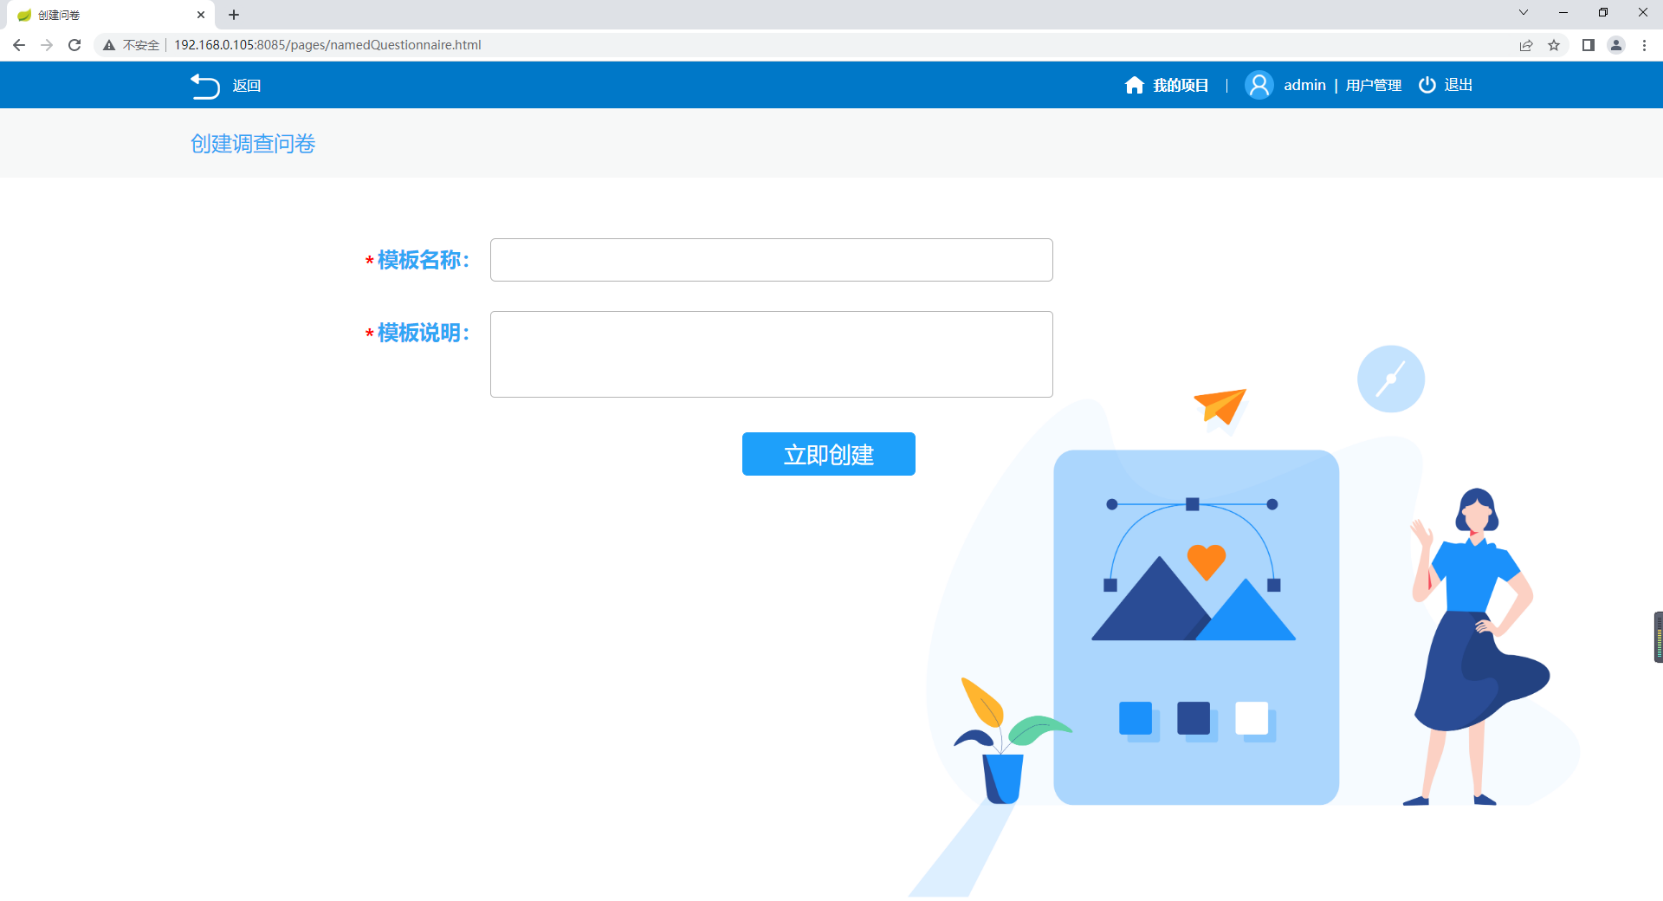 创建问卷
不安全 192.168.0.105:8085/pages/namedQuestionnaire.html
返回 我的项目 | admin | 用户管理 退出
创建调查问卷
*模板名称：
*模板说明：
立即创建